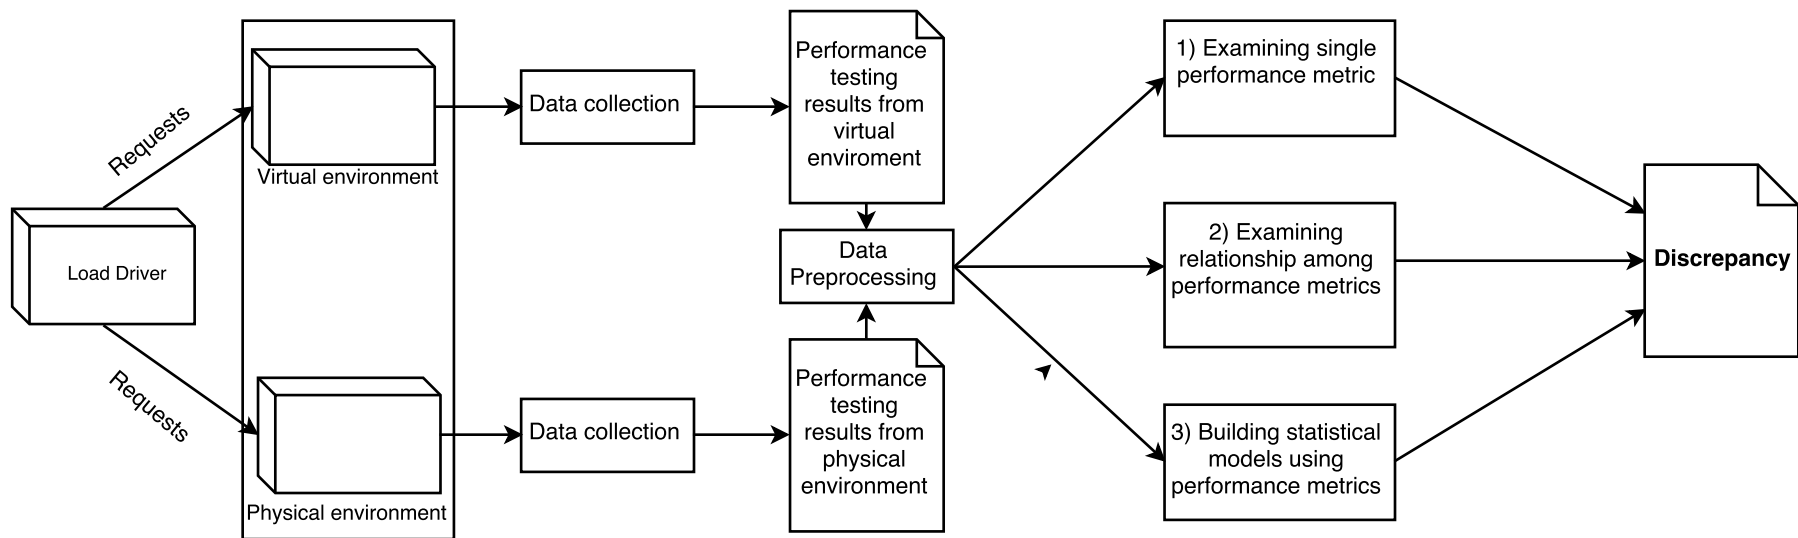 Requests
Virtual environment
Load Driver
Requests
Physical environment
Data collection
Data collection
Performance
testing
results from
virtual
enviroment
Data
Preprocessing
Performance
testing
results from
physical
environment
1) Examining single
performance metric
2) Examining
relationship among
performance metrics
3) Building statistical
models using
performance metrics
Discrepancy